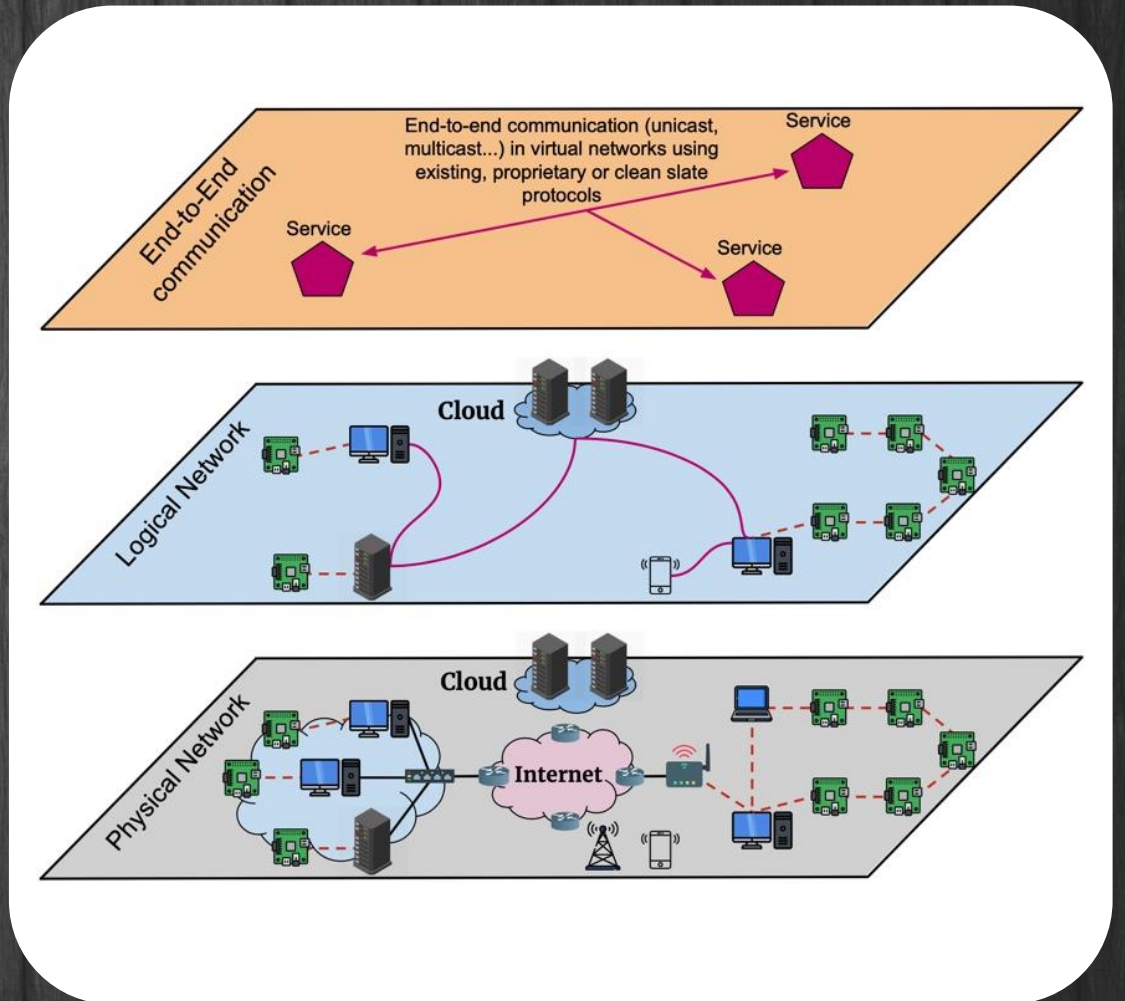 End-to-End
communication
End-to-end communication (unicast,
multicast...) in virtual networks using
existing, proprietary or clean slate
protocols
Service
Service
Service
Logical Network
Cloud
Physical Network
Cloud
Internet